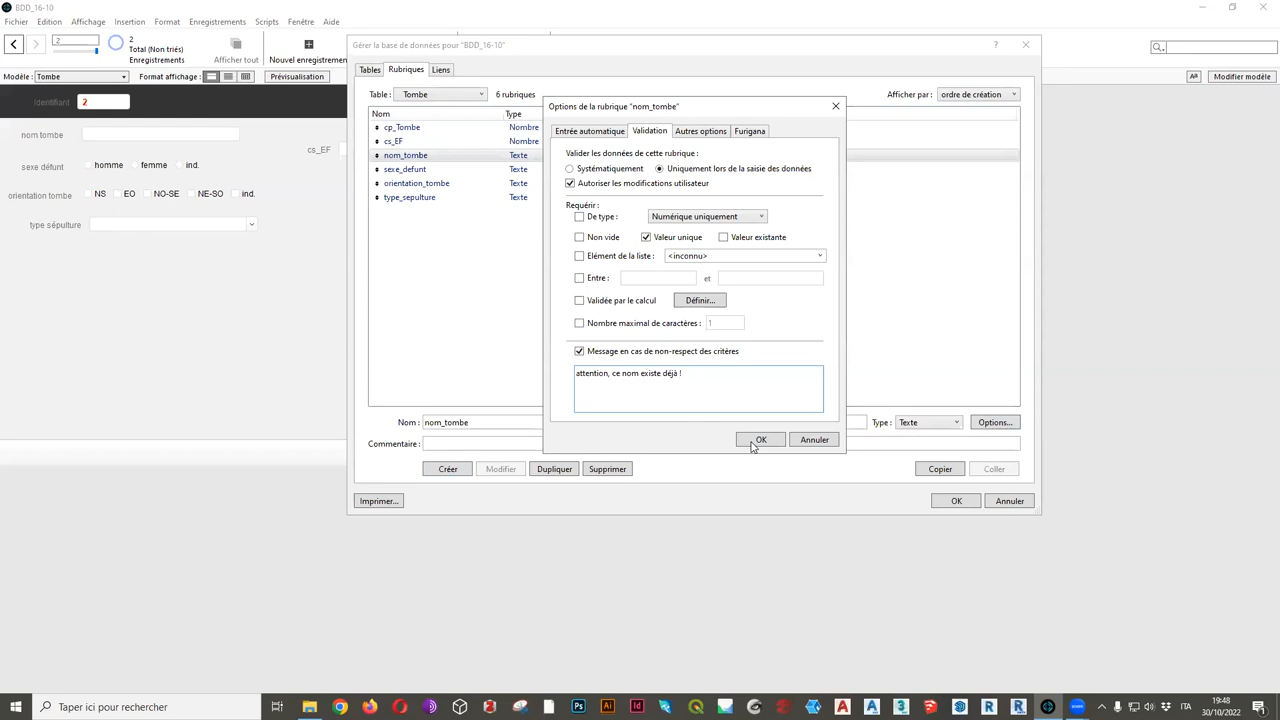 BDD_16-10
Fichier Edition Affichage Insertion Format Enregistrements Scripts Fenêtre Aide
2
2
Total (Non triés)
Enregistrements
Afficher tout
Nouvel enregistrement
Modèle : Tombe
Format affichage :
Prévisualisation
Modifier modèle
Identifiant 2
nom tombe
cs_EF
sexe défunt homme femme ind.
orientation tombe NS EO NO-SE NE-SO ind.
type sépulture
Gérer la base de données pour "BDD_16-10"
?
Tables Rubriques Liens
Table : Tombe 6 rubriques
Afficher par : ordre de création
Nom Type
cp_Tombe Nombre
cs_EF Nombre
nom_tombe Texte
sexe_defunt Texte
orientation_tombe Texte
type_sepulture Texte
Options de la rubrique "nom_tombe"
Entrée automatique Validation Autres options Furigana
Valider les données de cette rubrique :
Systématiquement Uniquement lors de la saisie des données
Autoriser les modifications utilisateur
Requérir :
De type : Numérique uniquement
Non vide Valeur unique Valeur existante
Elément de la liste : <inconnu>
Entre : et
Validée par le calcul Définir...
Nombre maximal de caractères : 1
Message en cas de non-respect des critères
attention, ce nom existe déjà !
OK Annuler
Nom : nom_tombe
Type : Texte Options...
Commentaire :
Créer Modifier Dupliquer Supprimer Copier Coller
Imprimer... OK Annuler
Taper ici pour rechercher
ITA
19:48
30/10/2022